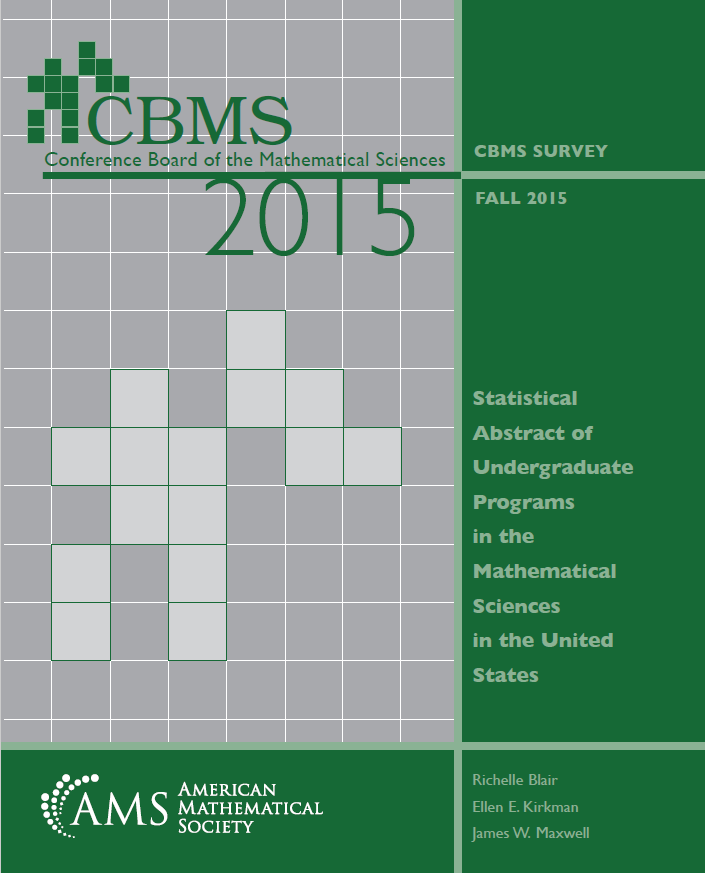 CBMS
Conference Board of the Mathematical Sciences
2015
CBMS SURVEY
FALL 2015
Statistical
Abstract of
Undergraduate
Programs
in the
Mathematical
Sciences
in the United
States
AMS
AMERICAN
MATHEMATICAL
SOCIETY
Richelle Blair
Ellen E. Kirkman
James W. Maxwell